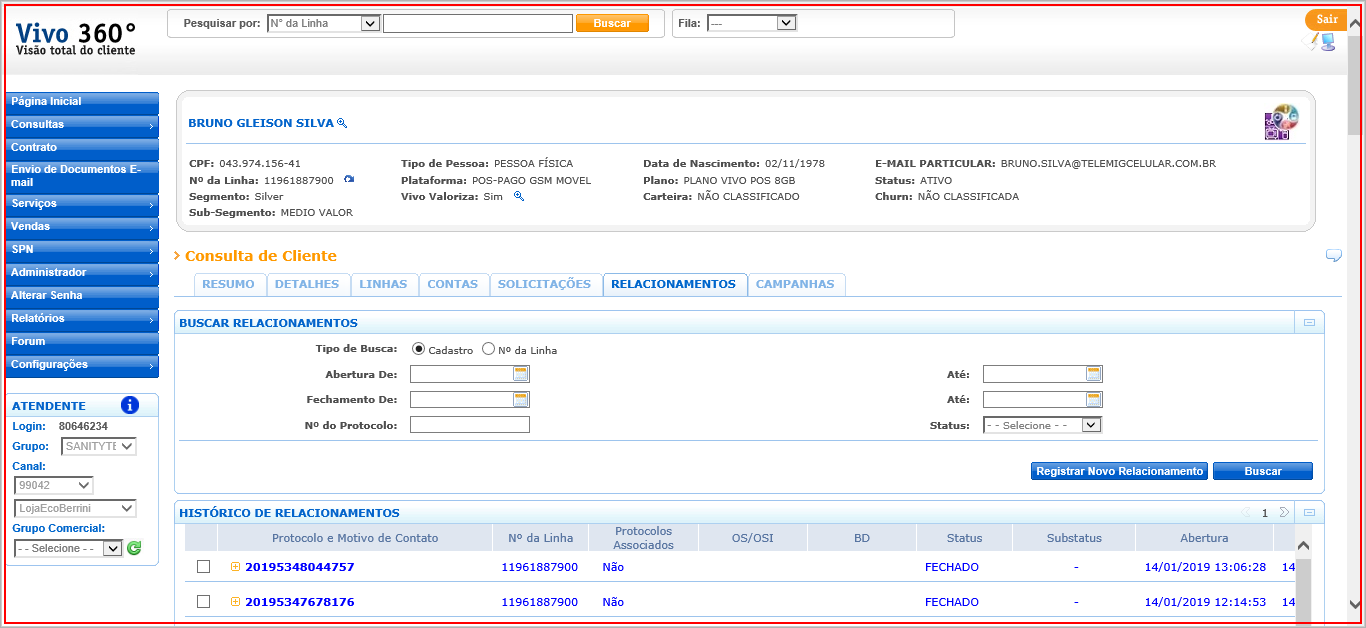 Vivo 360°
Visão total do cliente
Pesquisar por: N° da Linha Buscar Fila: ---
Sair
Página Inicial
Consultas
Contrato
Envio de Documentos E-
mail
Serviços
Vendas
SPN
Administrador
Alterar Senha
Relatórios
Forum
Configurações
ATENDENTE i
Login: 80646234
Grupo: SANITYTE
Canal:
99042
LojaEcoBerrini
Grupo Comercial:
- - Selecione - -
BRUNO GLEISON SILVA
CPF: 043.974.156-41 Tipo de Pessoa: PESSOA FÍSICA Data de Nascimento: 02/11/1978 E-MAIL PARTICULAR: BRUNO.SILVA@TELEMIGCELULAR.COM.BR
Nº da Linha: 11961887900 Plataforma: POS-PAGO GSM MOVEL Plano: PLANO VIVO POS 8GB Status: ATIVO
Segmento: Silver Vivo Valoriza: Sim Carteira: NÃO CLASSIFICADO Churn: NÃO CLASSIFICADA
Sub-Segmento: MEDIO VALOR
Consulta de Cliente
RESUMO DETALHES LINHAS CONTAS SOLICITAÇÕES RELACIONAMENTOS CAMPANHAS
BUSCAR RELACIONAMENTOS
Tipo de Busca: Cadastro Nº da Linha
Abertura De: Até:
Fechamento De: Até:
Nº do Protocolo: Status: - - Selecione - -
Registrar Novo Relacionamento Buscar
HISTÓRICO DE RELACIONAMENTOS 1
Protocolo e Motivo de Contato Nº da Linha Protocolos Associados OS/OSI BD Status Substatus Abertura
20195348044757 11961887900 Não FECHADO - 14/01/2019 13:06:28 14
20195347678176 11961887900 Não FECHADO - 14/01/2019 12:14:53 14